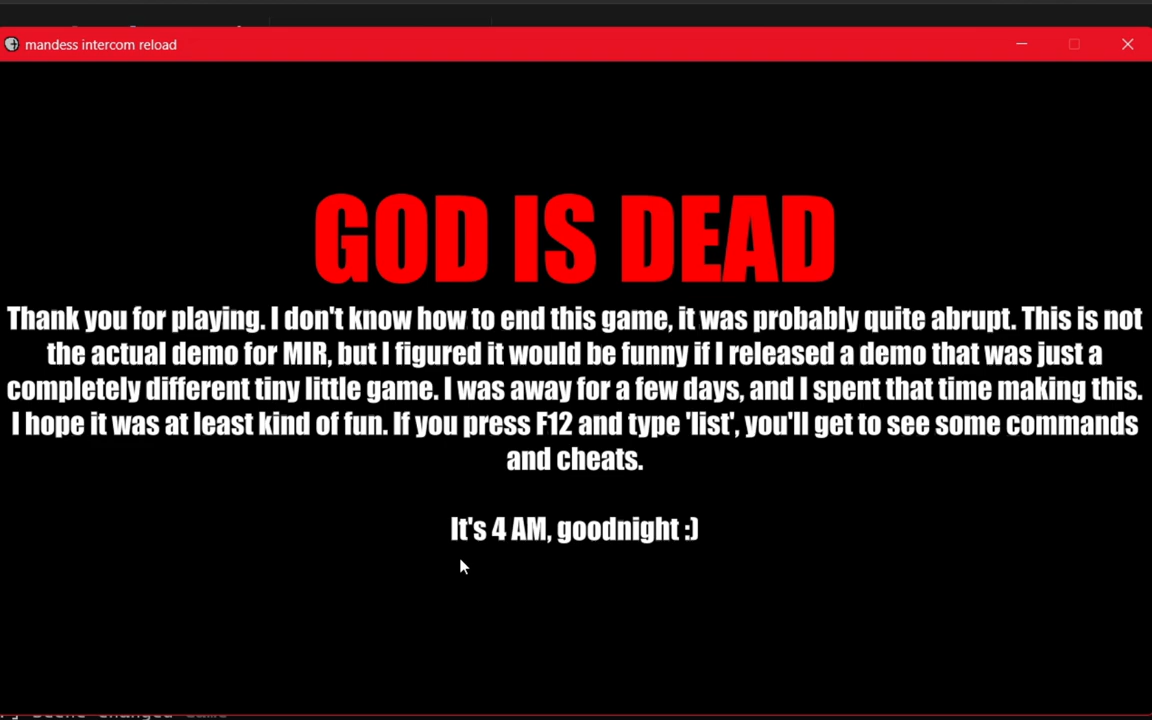 mandess intercom reload
GOD IS DEAD
Thank you for playing. I don't know how to end this game, it was probably quite abrupt. This is not
the actual demo for MIR, but I figured it would be funny if I released a demo that was just a
completely different tiny little game. I was away for a few days, and I spent that time making this.
I hope it was at least kind of fun. If you press F12 and type 'list', you'll get to see some commands
and cheats.
It's 4 AM, goodnight :)